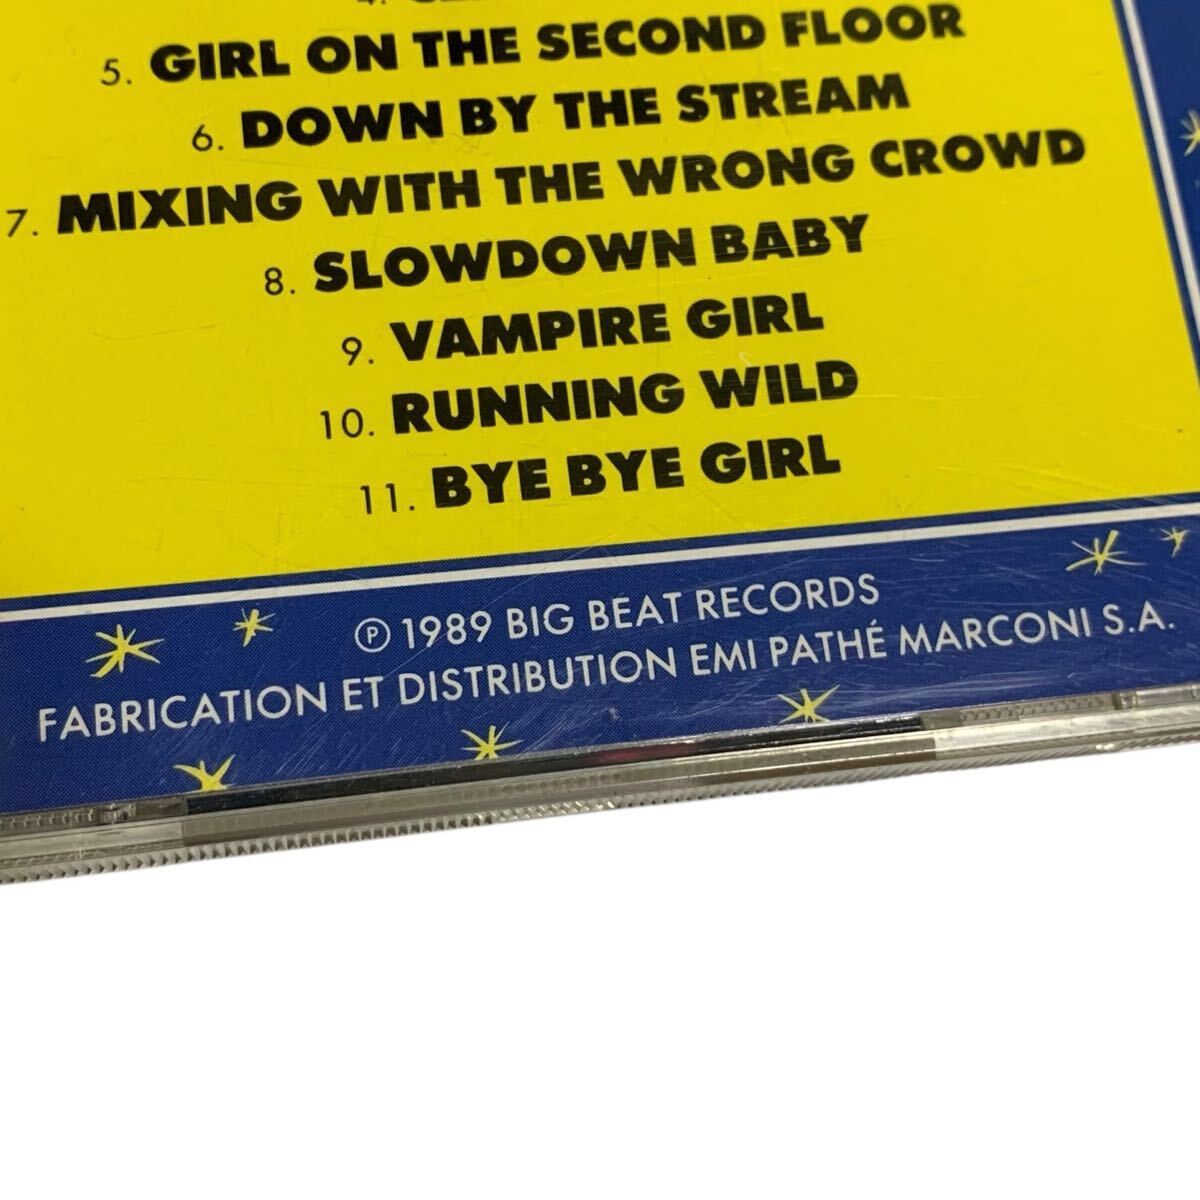 5. GIRL ON THE SECOND FLOOR
6. DOWN BY THE STREAM
7. MIXING WITH THE WRONG CROWD
8. SLOWDOWN BABY
9. VAMPIRE GIRL
10. RUNNING WILD
11. BYE BYE GIRL
℗ 1989 BIG BEAT RECORDS
FABRICATION ET DISTRIBUTION EMI PATHÉ MARCONI S.A.